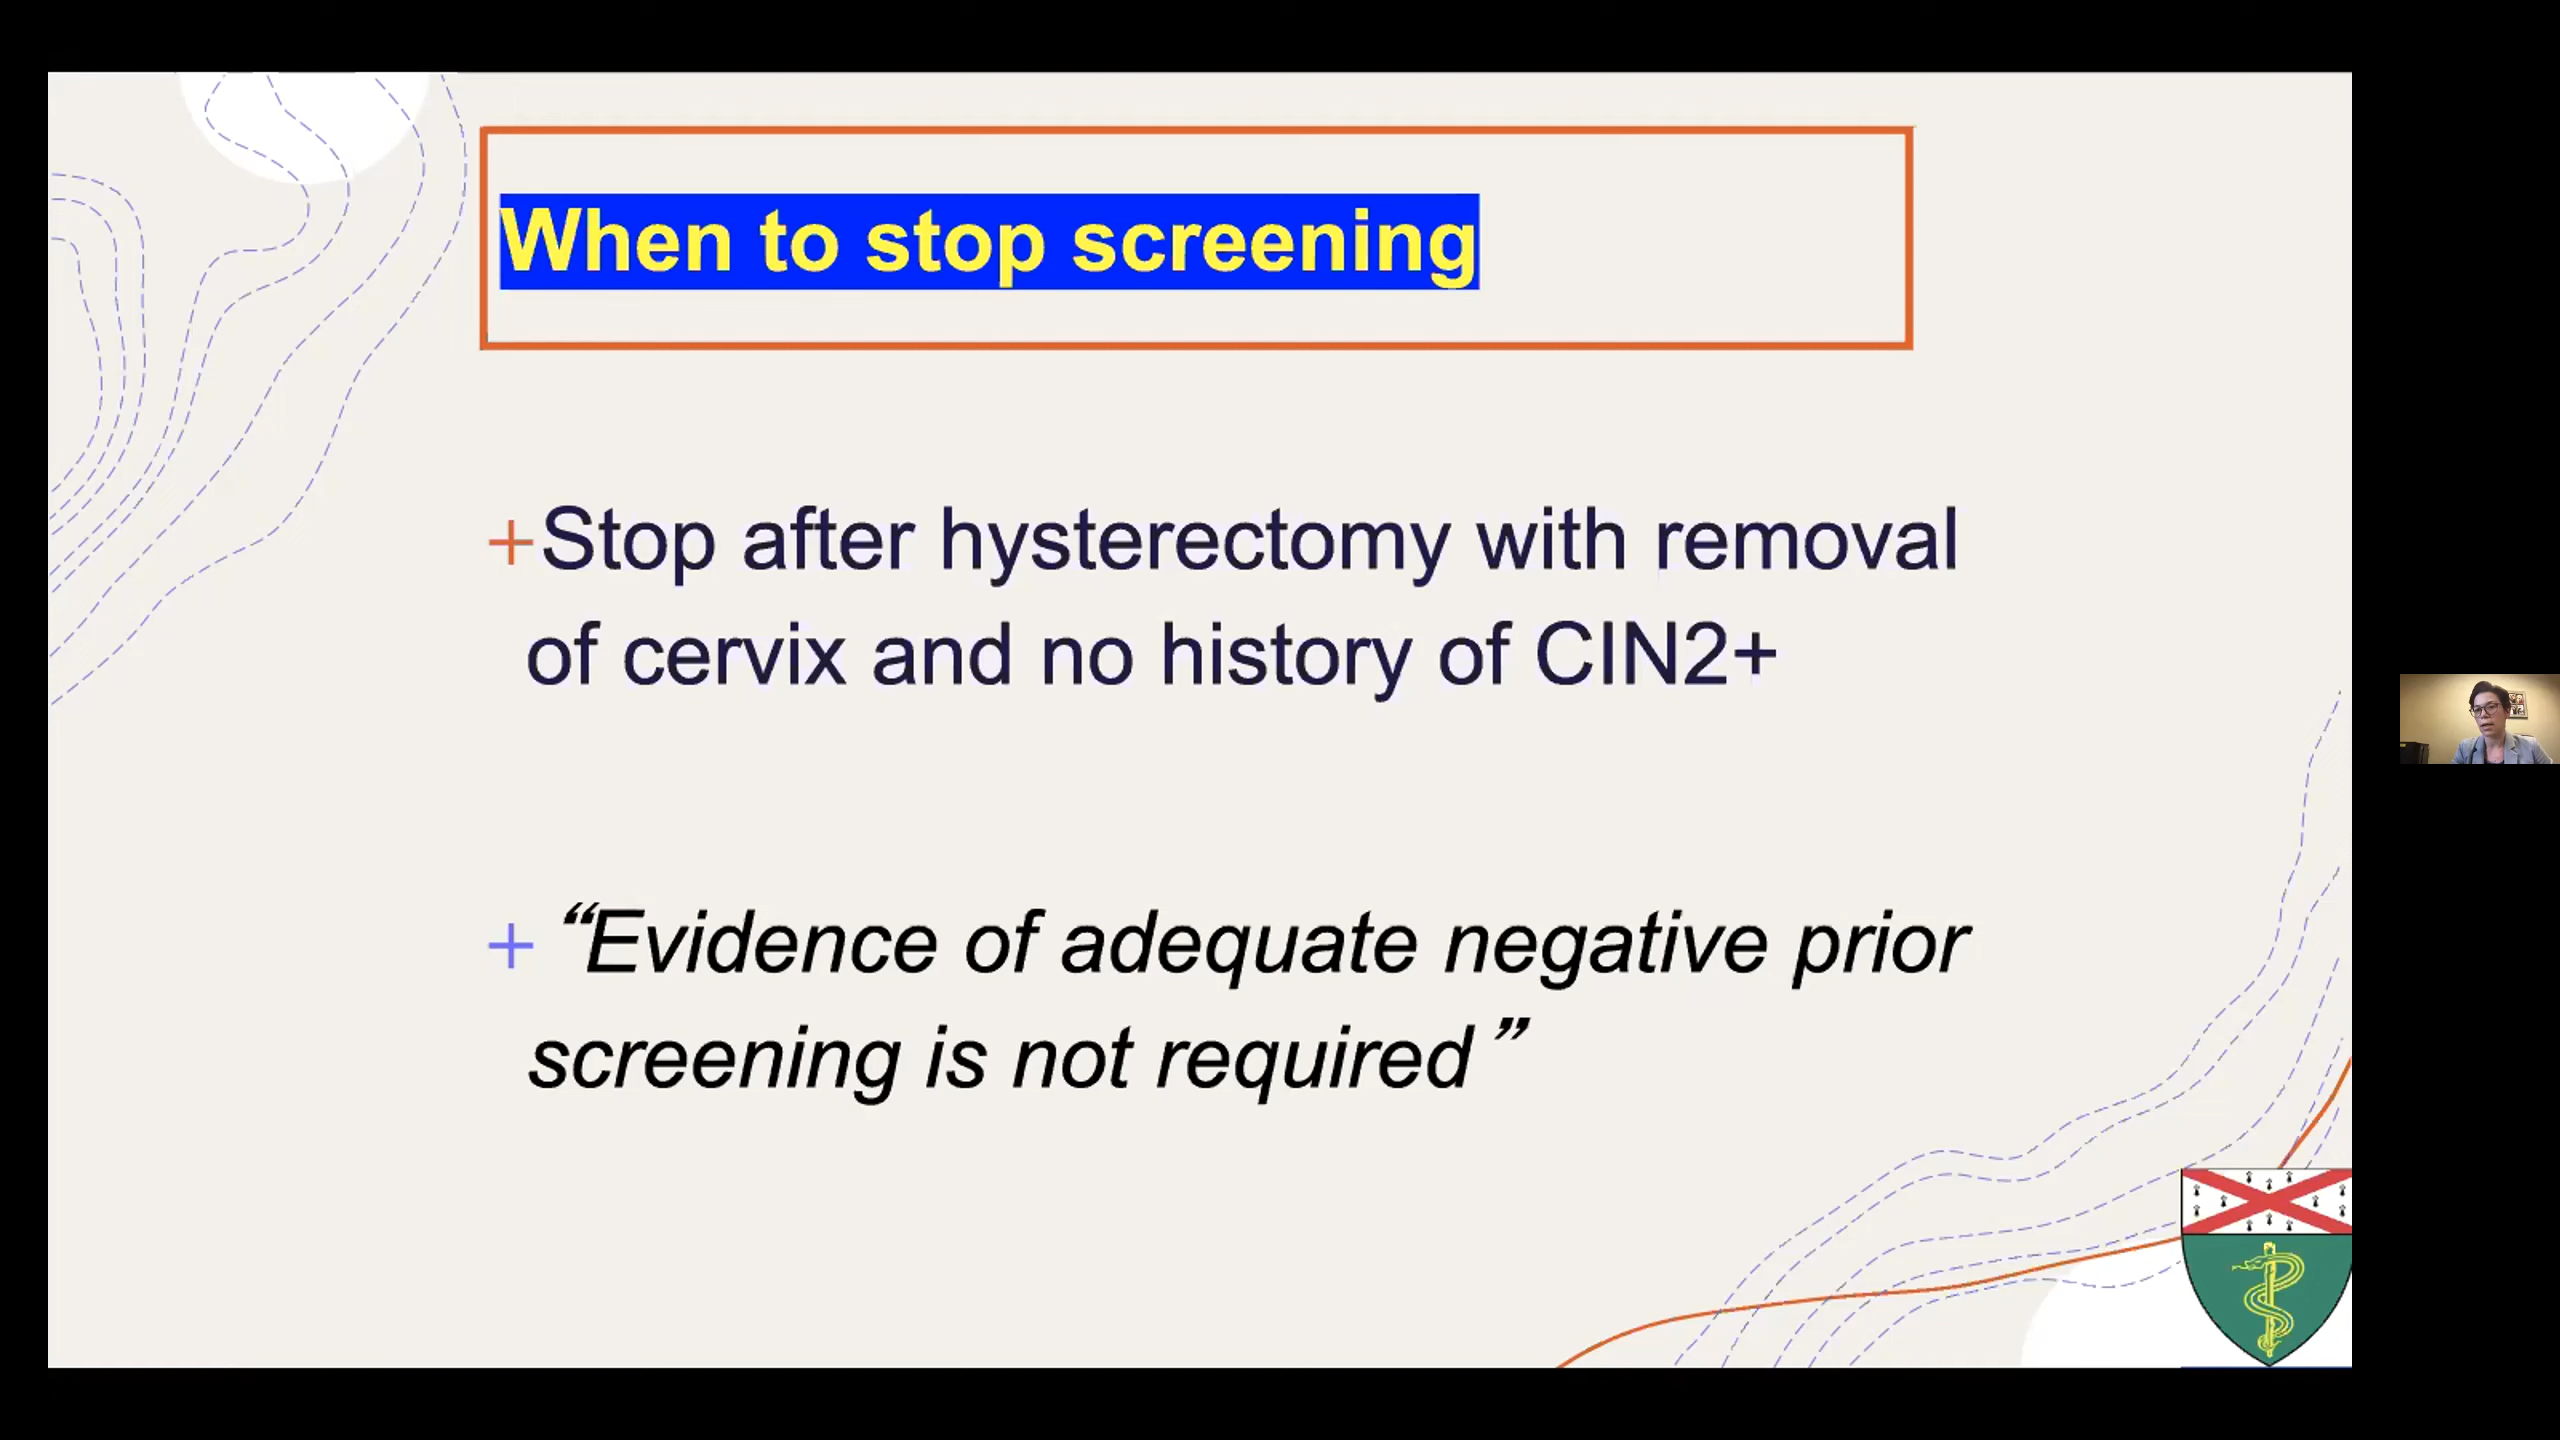 When to stop screening
+Stop after hysterectomy with removal
of cervix and no history of CIN2+
+ “Evidence of adequate negative prior
screening is not required”